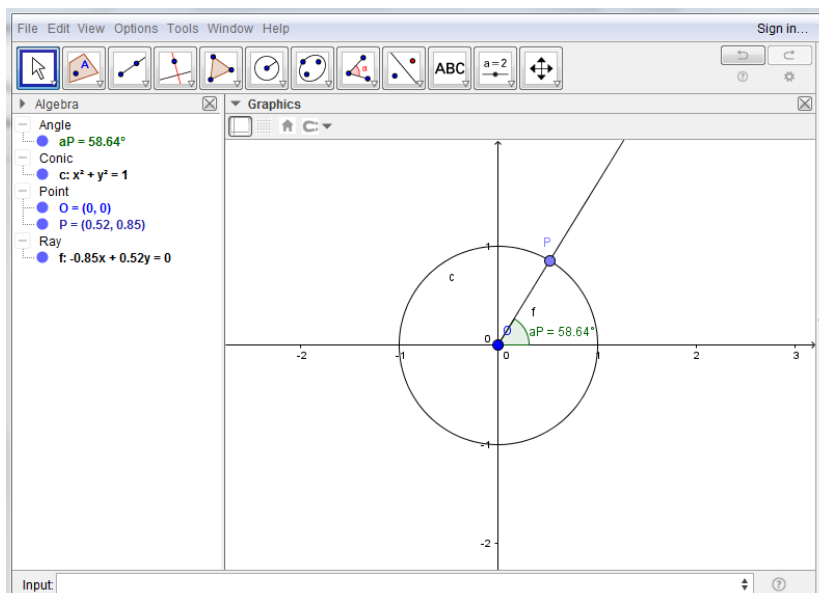 File Edit View Options Tools Window Help Sign in...
A α ABC a=2
Algebra
Graphics
Angle
aP = 58.64°
Conic
c: x² + y² = 1
Point
O = (0, 0)
P = (0.52, 0.85)
Ray
f: -0.85x + 0.52y = 0
1
P
c
f
O
aP = 58.64°
0
-2 -1 0 1 2 3
-1
-2
Input: